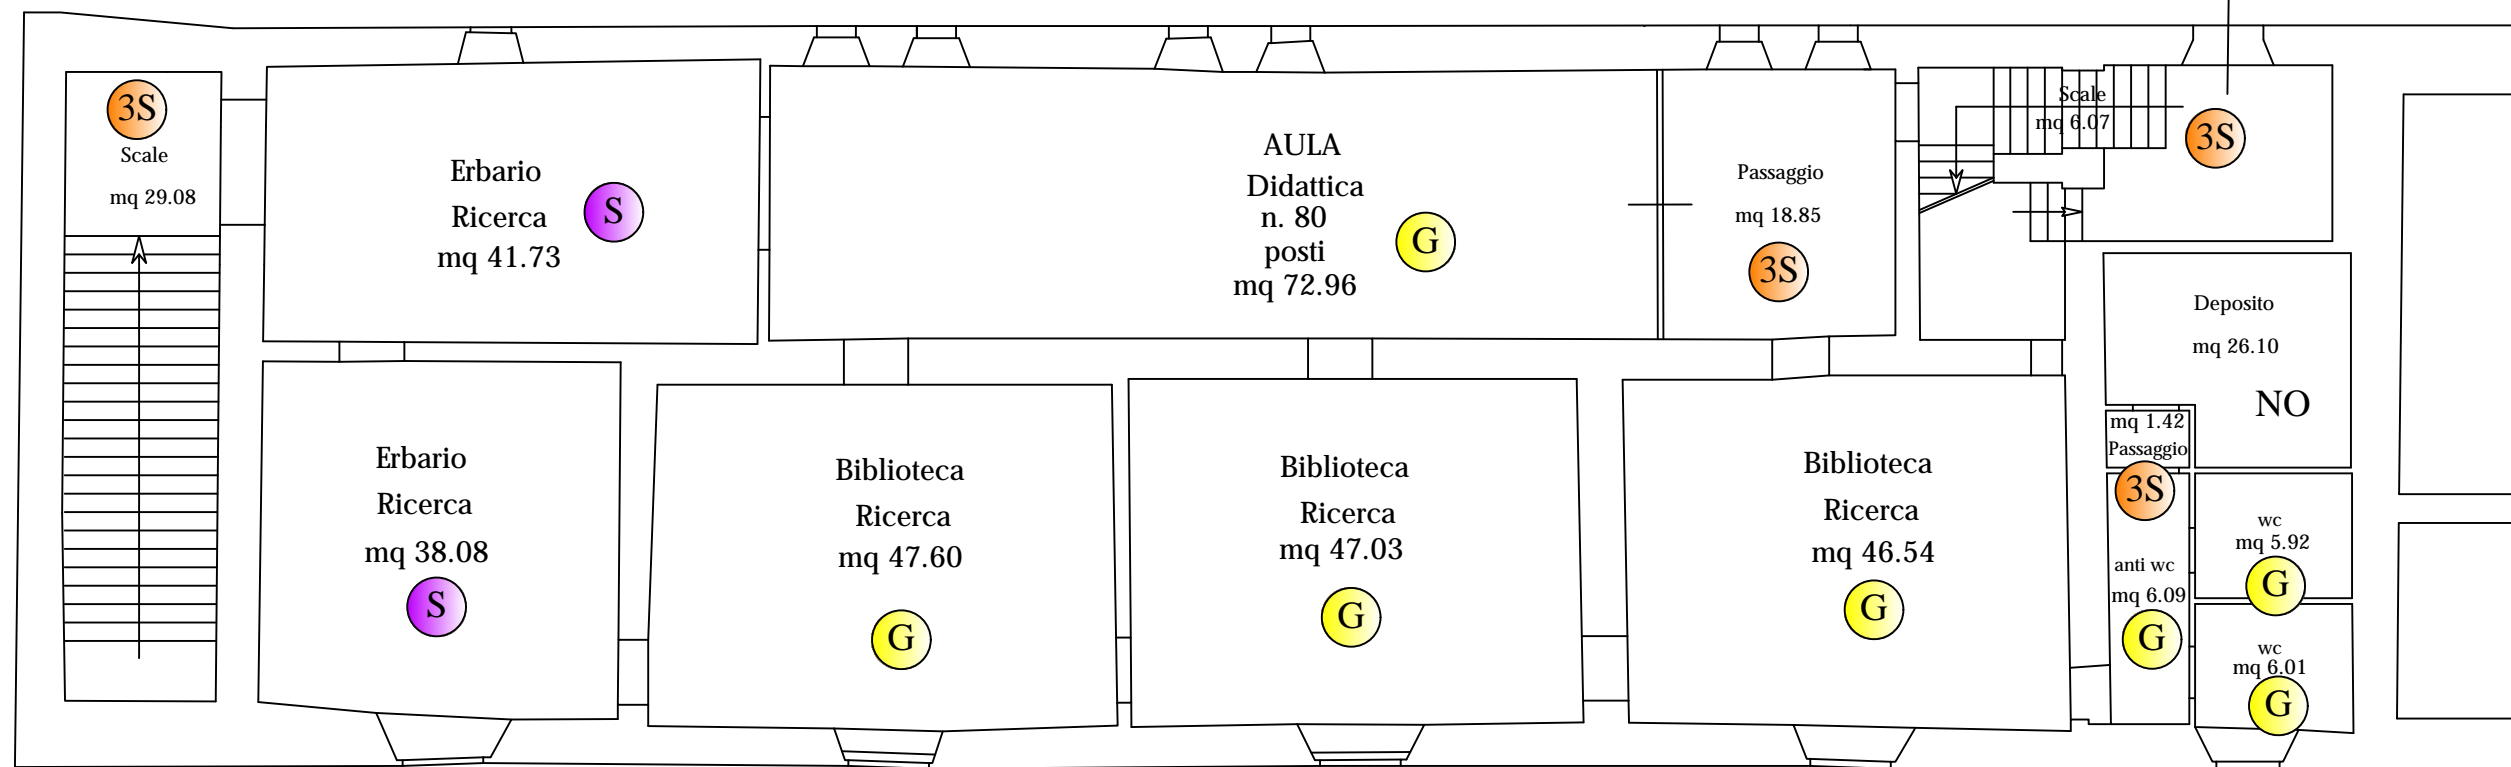 3S
Scale
mq 29.08
Erbario
Ricerca
mq 41.73
S
AULA
Didattica
n. 80
posti
mq 72.96
G
Passaggio
mq 18.85
3S
Scale
mq 6.07
3S
Deposito
mq 26.10
NO
Erbario
Ricerca
mq 38.08
S
Biblioteca
Ricerca
mq 47.60
G
Biblioteca
Ricerca
mq 47.03
G
Biblioteca
Ricerca
mq 46.54
G
mq 1.42
Passaggio
3S
anti wc
mq 6.09
G
wc
mq 5.92
G
wc
mq 6.01
G